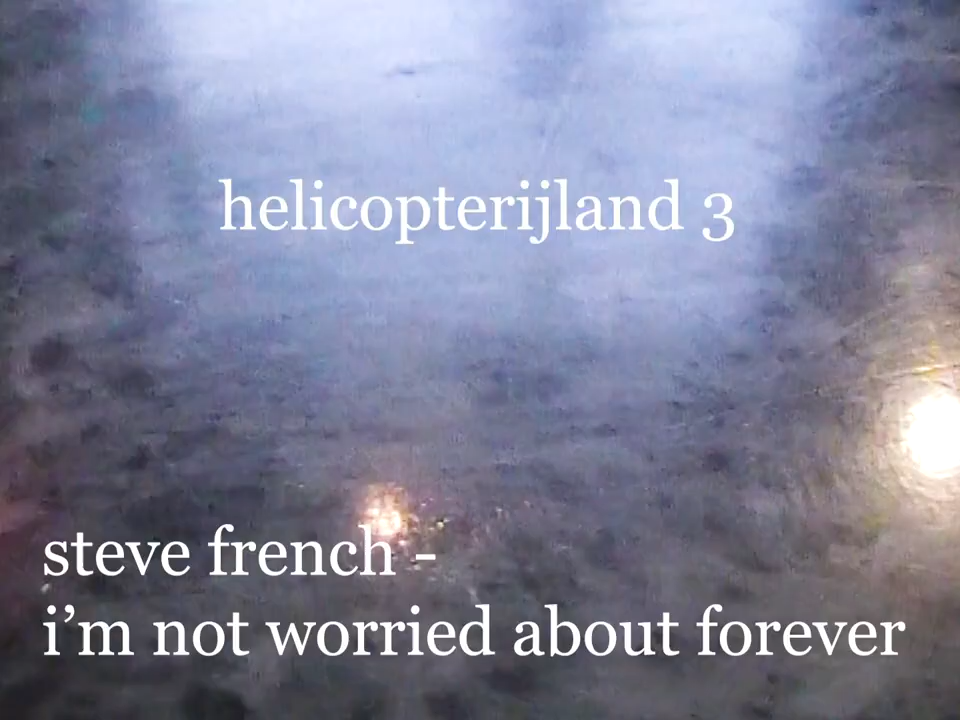 helicopterijland 3
steve french -
i’m not worried about forever